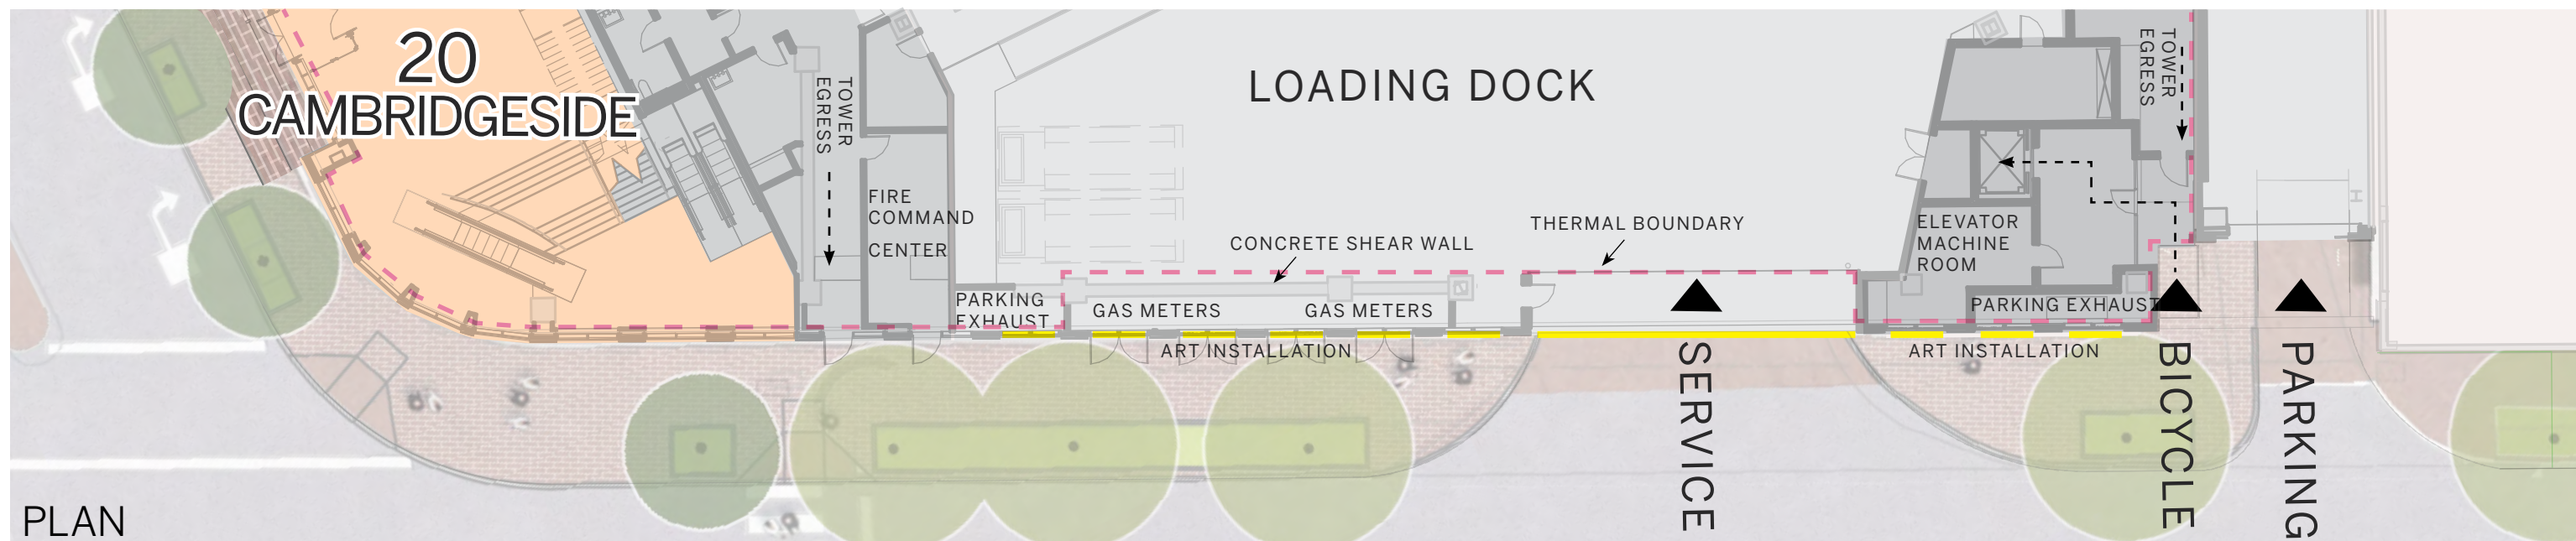 20
CAMBRIDGESIDE
TOWER
EGRESS
FIRE
COMMAND
CENTER
LOADING DOCK
PARKING
EXHAUST
GAS METERS
CONCRETE SHEAR WALL
GAS METERS
THERMAL BOUNDARY
ART INSTALLATION
TOWER
EGRESS
ELEVATOR
MACHINE
ROOM
PARKING EXHAUST
ART INSTALLATION
SERVICE
BICYCLE
PARKING
H
PLAN